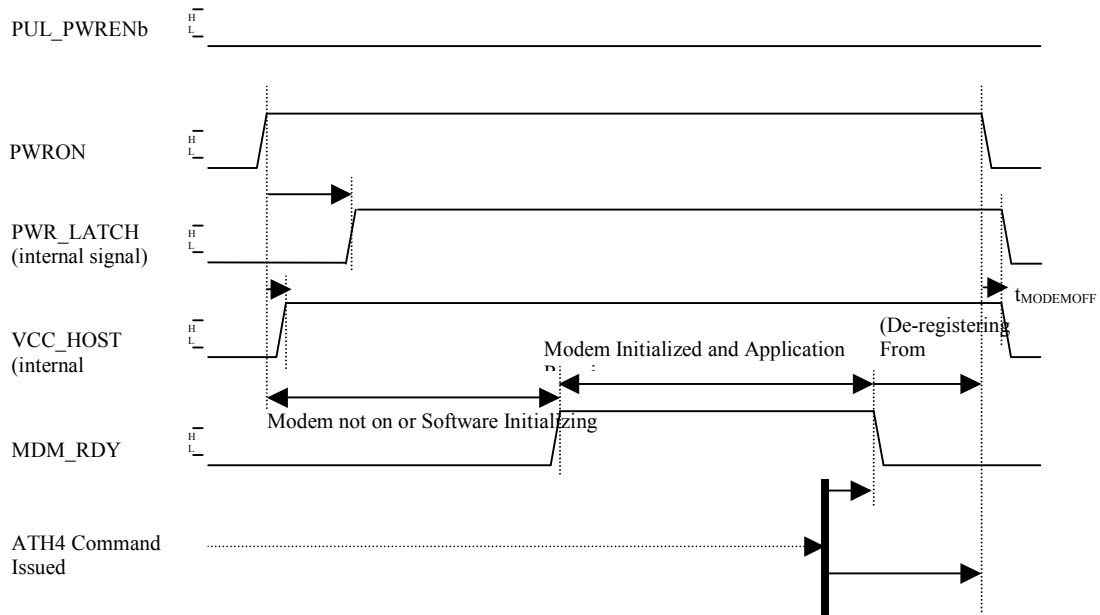 PUL_PWRENb
H
L
PWRON
H
L
PWR_LATCH
(internal signal)
H
L
tMODEMOFF
VCC_HOST
(internal
H
L
(De-registering
From
Modem Initialized and Application
Modem not on or Software Initializing
MDM_RDY
H
L
ATH4 Command
Issued